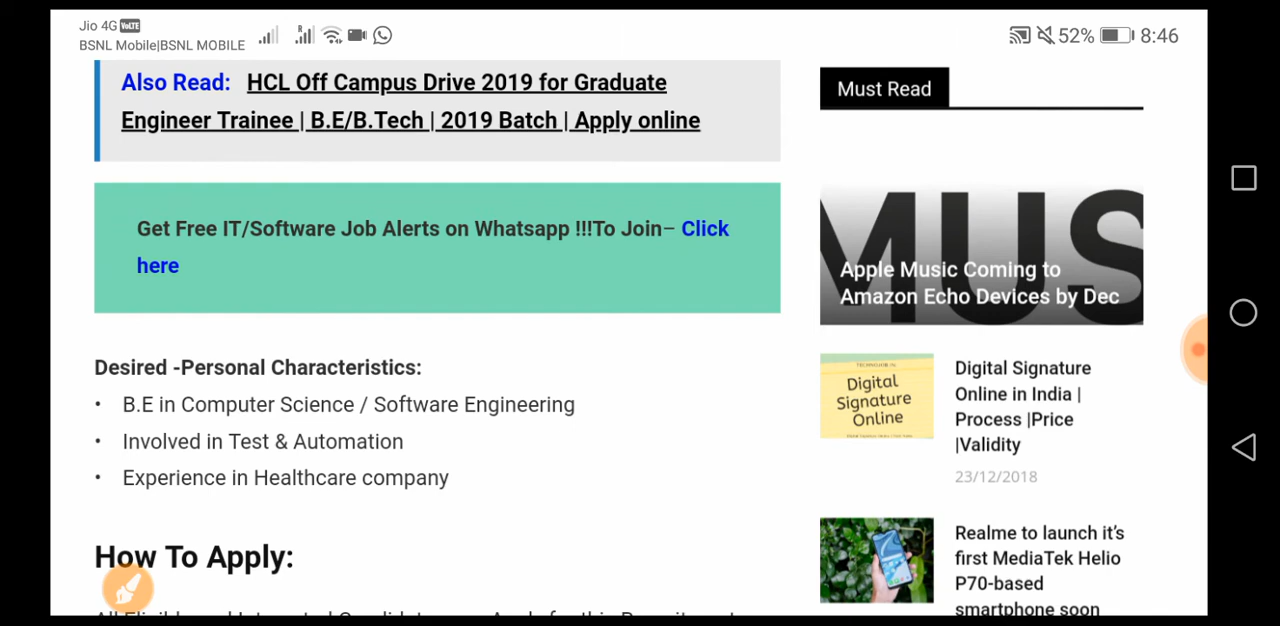 Jio 4G VoLTE
BSNL Mobile|BSNL MOBILE
R
52%
8:46
Also Read: HCL Off Campus Drive 2019 for Graduate
Engineer Trainee | B.E/B.Tech | 2019 Batch | Apply online
Get Free IT/Software Job Alerts on Whatsapp !!!To Join– Click
here
Desired -Personal Characteristics:
• B.E in Computer Science / Software Engineering
• Involved in Test & Automation
• Experience in Healthcare company
How To Apply:
Must Read
MUS
Apple Music Coming to
Amazon Echo Devices by Dec
Digital
Signature
Online
Digital Signature
Online in India |
Process |Price
|Validity
23/12/2018
Realme to launch it's
first MediaTek Helio
P70-based
smartphone soon